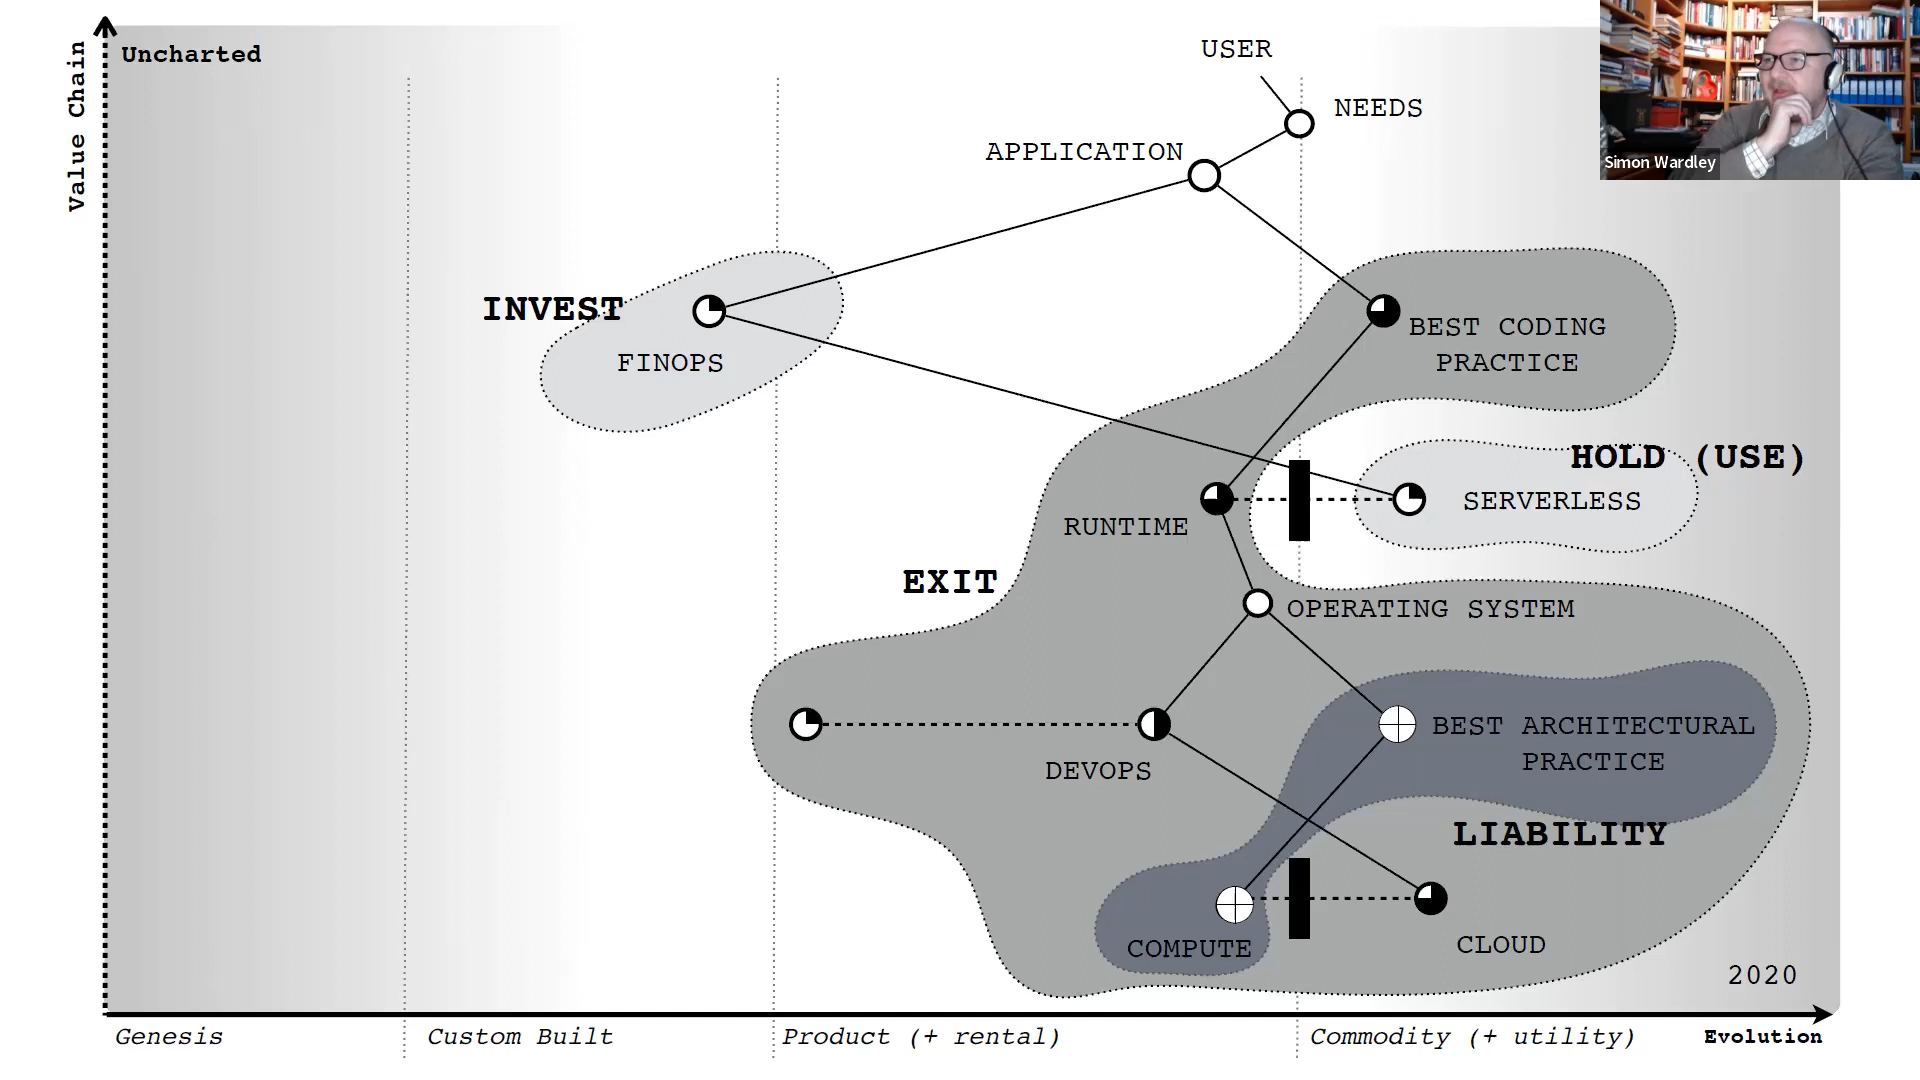 Uncharted
Value Chain
USER
NEEDS
APPLICATION
Simon Wardley
INVEST
FINOPS
BEST CODING
PRACTICE
HOLD (USE)
SERVERLESS
RUNTIME
EXIT
OPERATING SYSTEM
BEST ARCHITECTURAL
PRACTICE
DEVOPS
LIABILITY
COMPUTE
CLOUD
2020
Genesis
Custom Built
Product (+ rental)
Commodity (+ utility)
Evolution